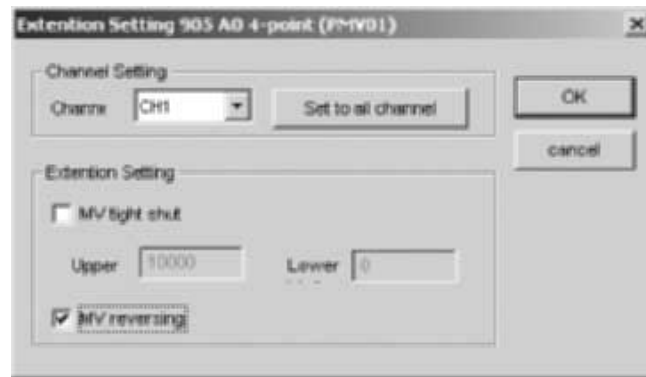 Extention Setting 905 AO 4-point (PMV01)
Channel Setting
Channe CH1 Set to all channel
OK
cancel
Extention Setting
MV tight shut
Upper 10000 Lower 0
MV reversing